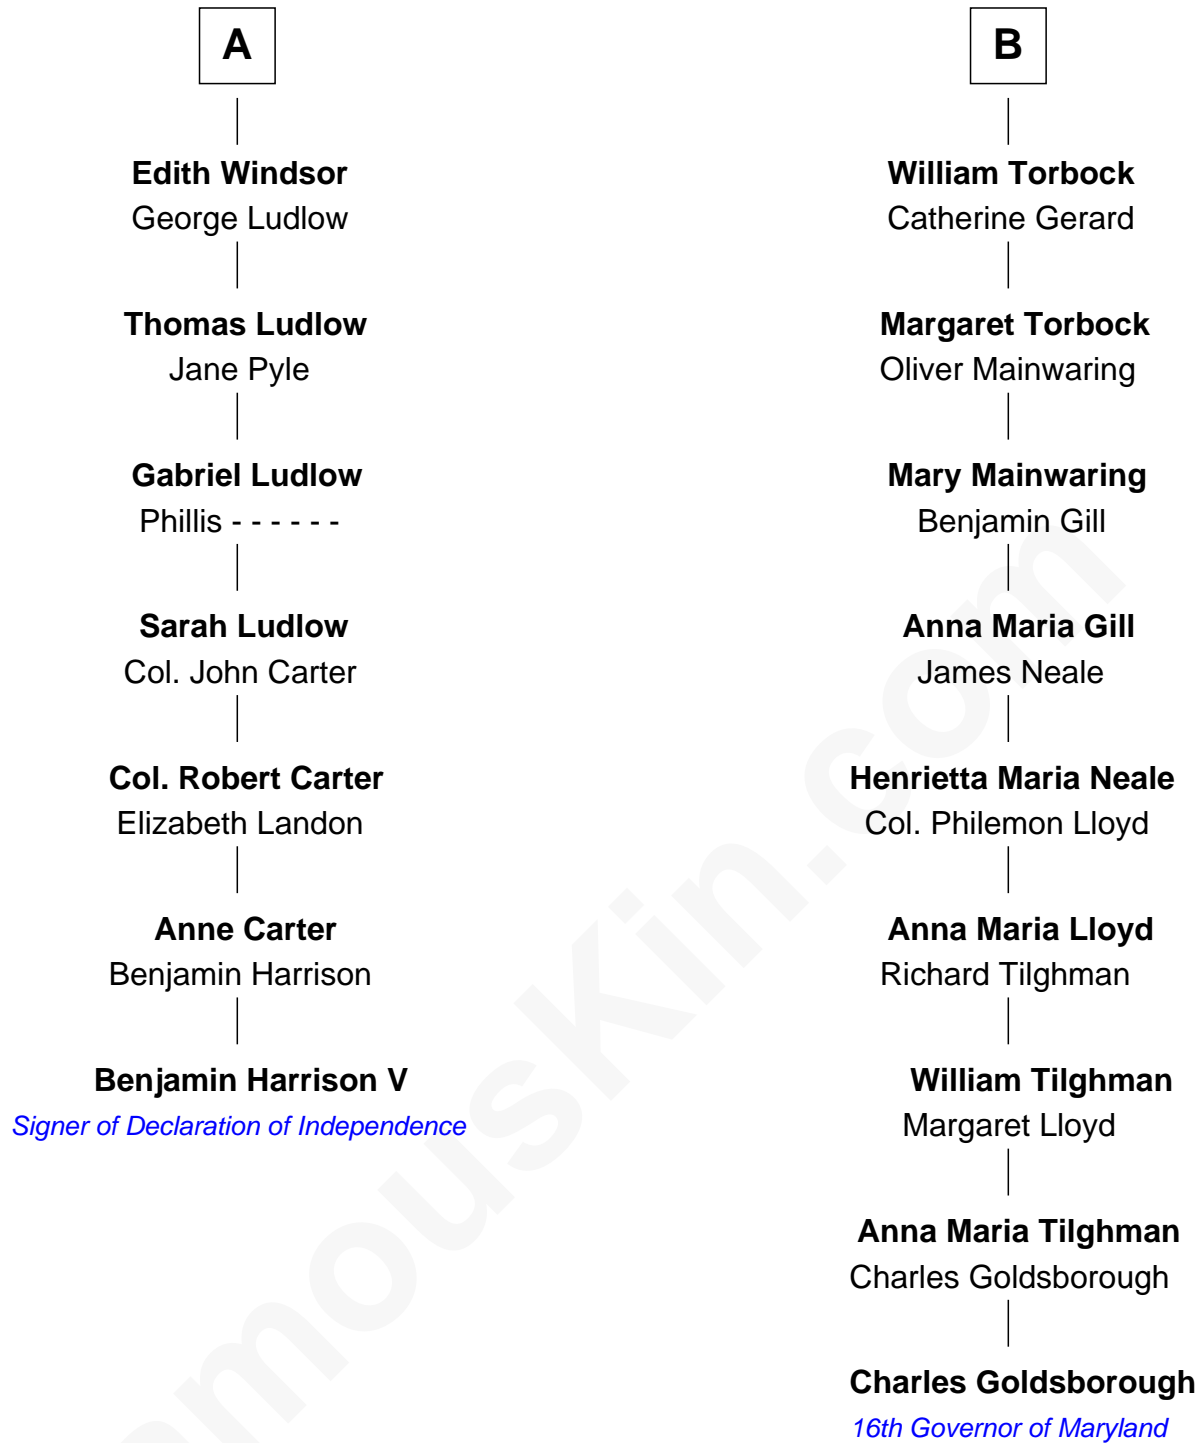 A
Edith Windsor
George Ludlow
Thomas Ludlow
Jane Pyle
Gabriel Ludlow
Phillis - - - - - -
Sarah Ludlow
Col. John Carter
Col. Robert Carter
Elizabeth Landon
Anne Carter
Benjamin Harrison
Benjamin Harrison V
Signer of Declaration of Independence
B
William Torbock
Catherine Gerard
Margaret Torbock
Oliver Mainwaring
Mary Mainwaring
Benjamin Gill
Anna Maria Gill
James Neale
Henrietta Maria Neale
Col. Philemon Lloyd
Anna Maria Lloyd
Richard Tilghman
William Tilghman
Margaret Lloyd
Anna Maria Tilghman
Charles Goldsborough
Charles Goldsborough
16th Governor of Maryland
amouskin.com